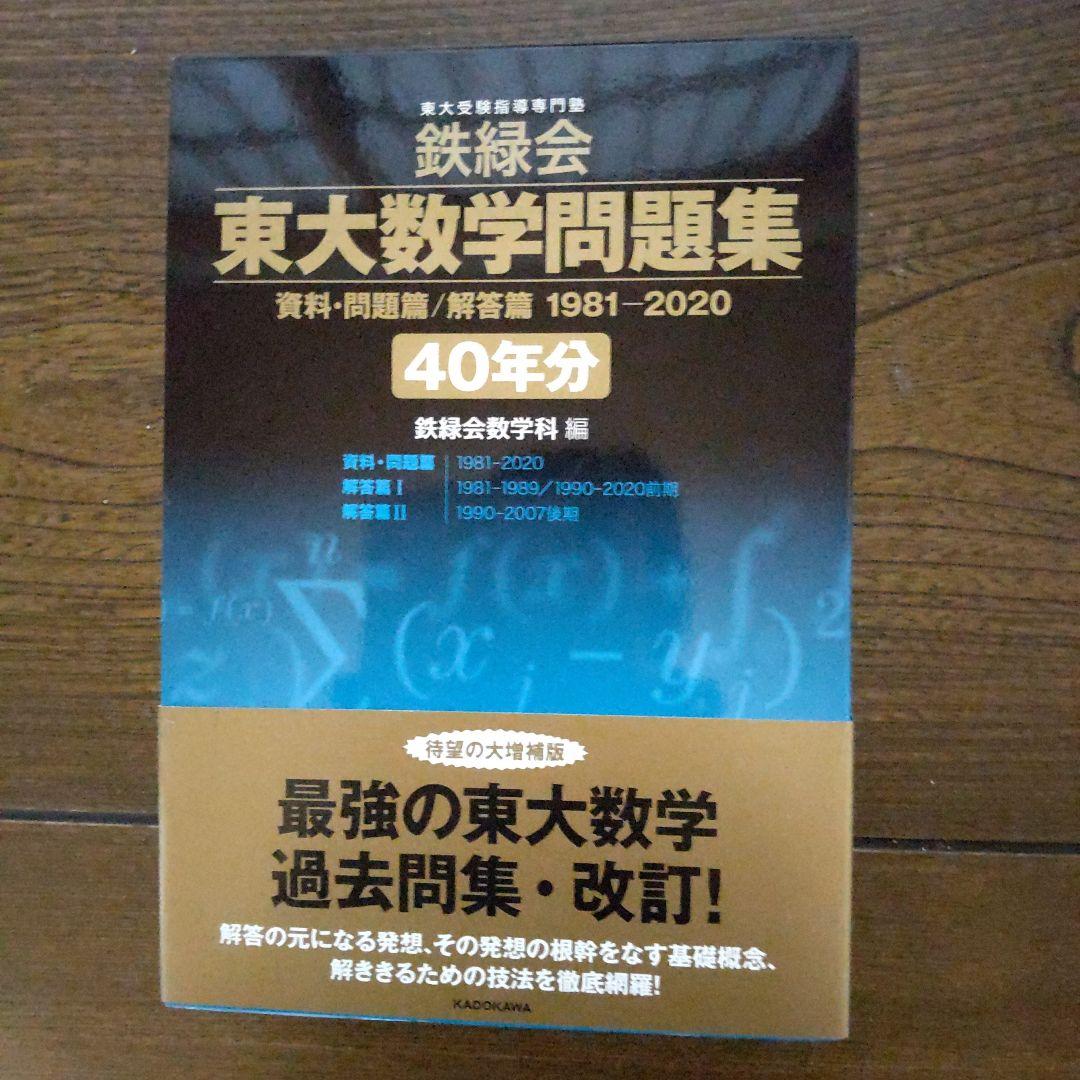 東大受験指導専門塾
鉄緑会
東大数学問題集
資料・問題篇/解答篇 1981-2020
40年分
鉄緑会数学科 編
資料・問題篇 1981-2020
解答篇Ⅰ 1981-1989/1990-2020前期
解答篇Ⅱ 1990-2007後期
待望の大増補版
最強の東大数学
過去問集・改訂!
解答の元になる発想、その発想の根幹をなす基礎概念、
解ききるための技法を徹底網羅!
KADOKAWA